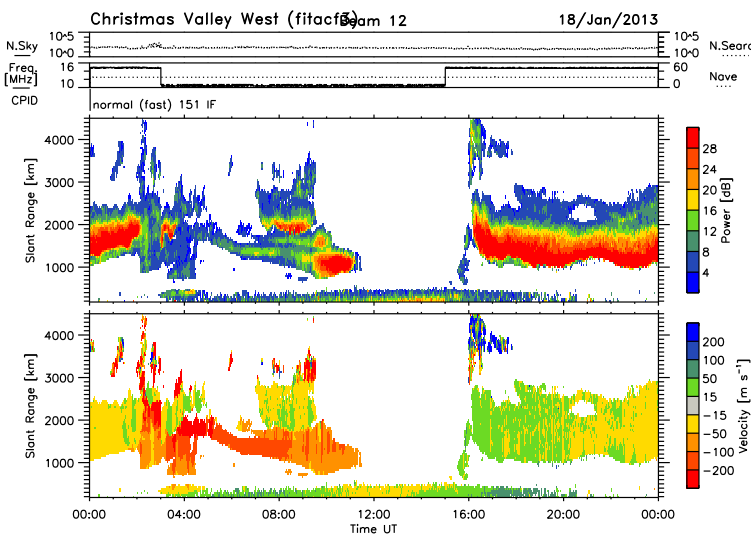 Christmas Valley West (fitacf3) Beam 12 18/Jan/2013
N.Sky 10^5 10^0 10^5 10^0 N.Searc
Freq. [MHz] 16 10 60 0 Nave
CPID normal (fast) 151 IF
Slant Range [km] 4000 3000 2000 1000
28 24 20 16 12 8 4 Power [dB]
Slant Range [km] 4000 3000 2000 1000
200 100 50 15 −15 −50 −100 −200 Velocity [m s⁻¹]
00:00 04:00 08:00 12:00 16:00 20:00 00:00
Time UT